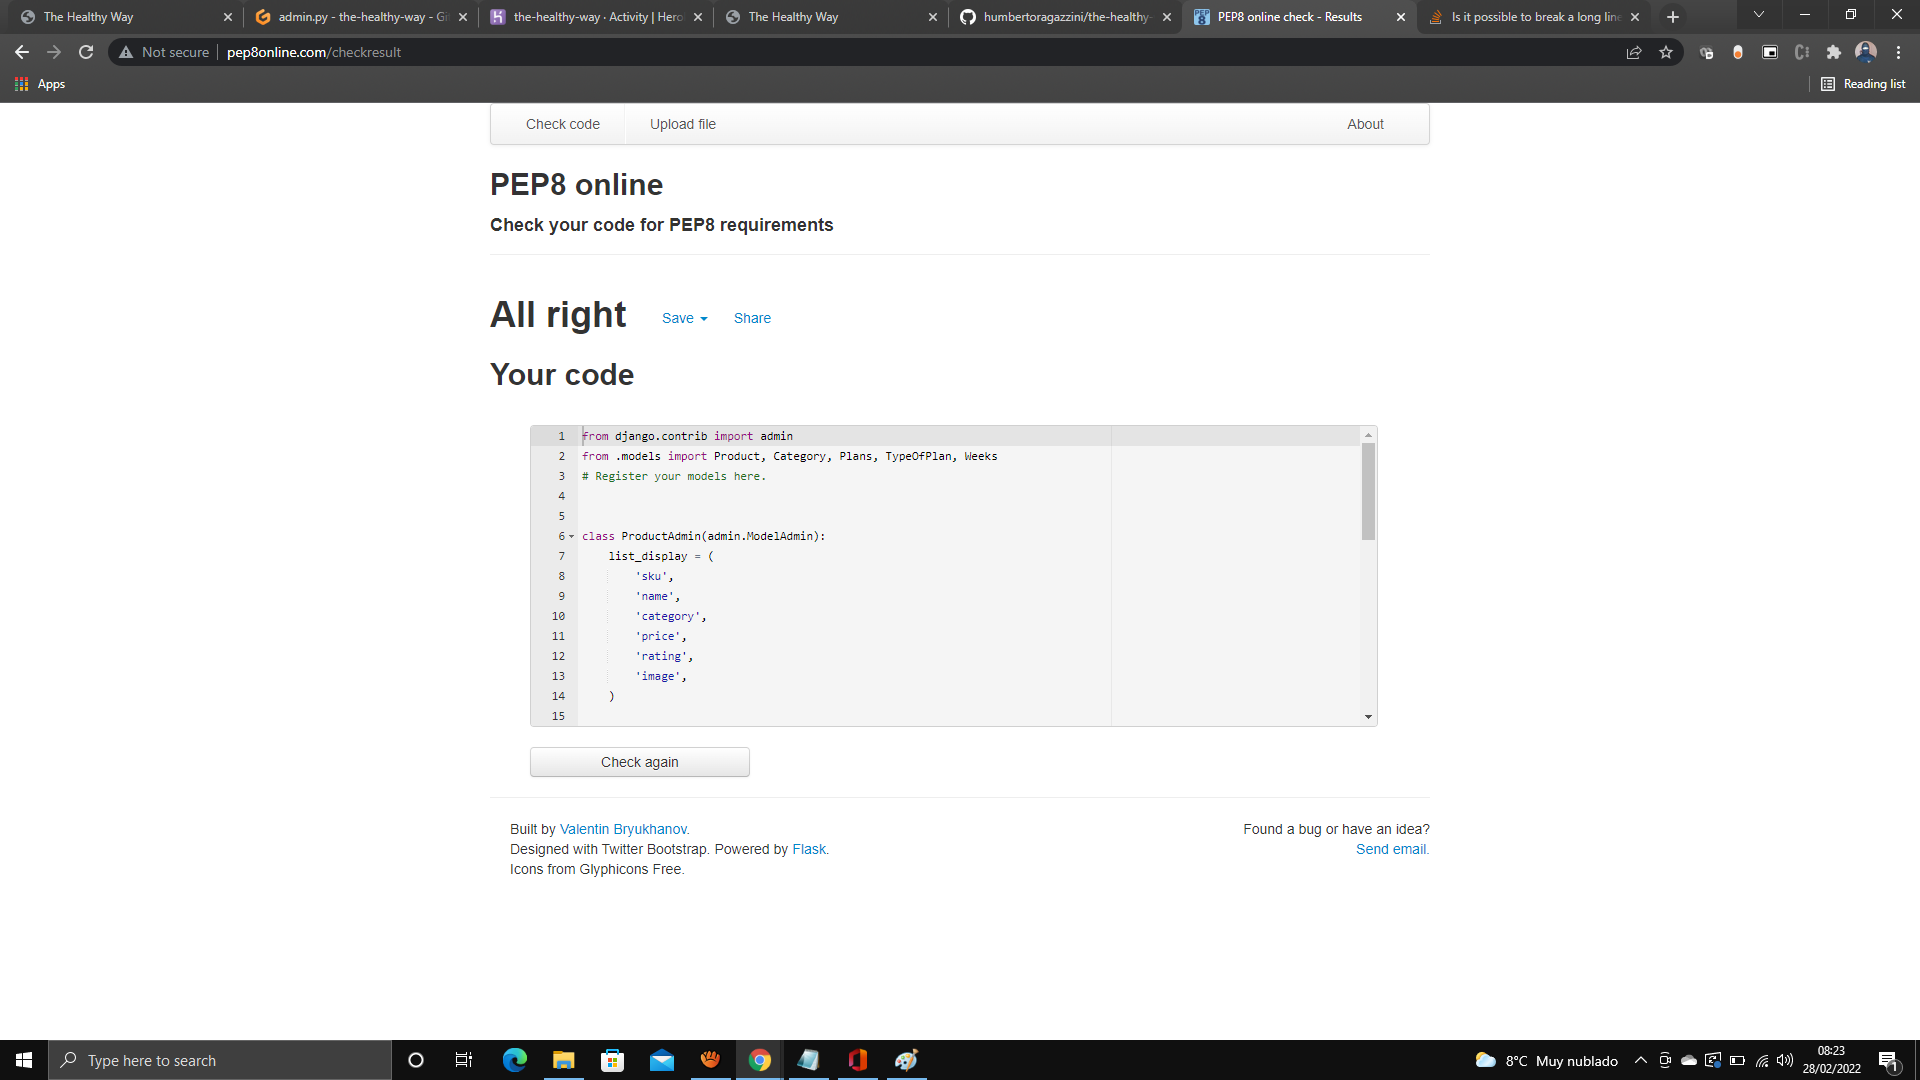 The Healthy Way
admin.py - the-healthy-way - Gi
the-healthy-way · Activity | Hero
The Healthy Way
humbertoragazzini/the-healthy-
PEP8 online check - Results
Is it possible to break a long line
Not secure
pep8online.com/checkresult
Apps
Reading list
Check code
Upload file
About
PEP8 online
Check your code for PEP8 requirements
All right
Save
Share
Your code
1 from django.contrib import admin
2 from .models import Product, Category, Plans, TypeOfPlan, Weeks
3 # Register your models here.
4
5
6 class ProductAdmin(admin.ModelAdmin):
7 list_display = (
8 'sku',
9 'name',
10 'category',
11 'price',
12 'rating',
13 'image',
14 )
15
Check again
Built by Valentin Bryukhanov.
Designed with Twitter Bootstrap. Powered by Flask.
Icons from Glyphicons Free.
Found a bug or have an idea?
Send email.
Type here to search
8°C Muy nublado
08:23
28/02/2022
1